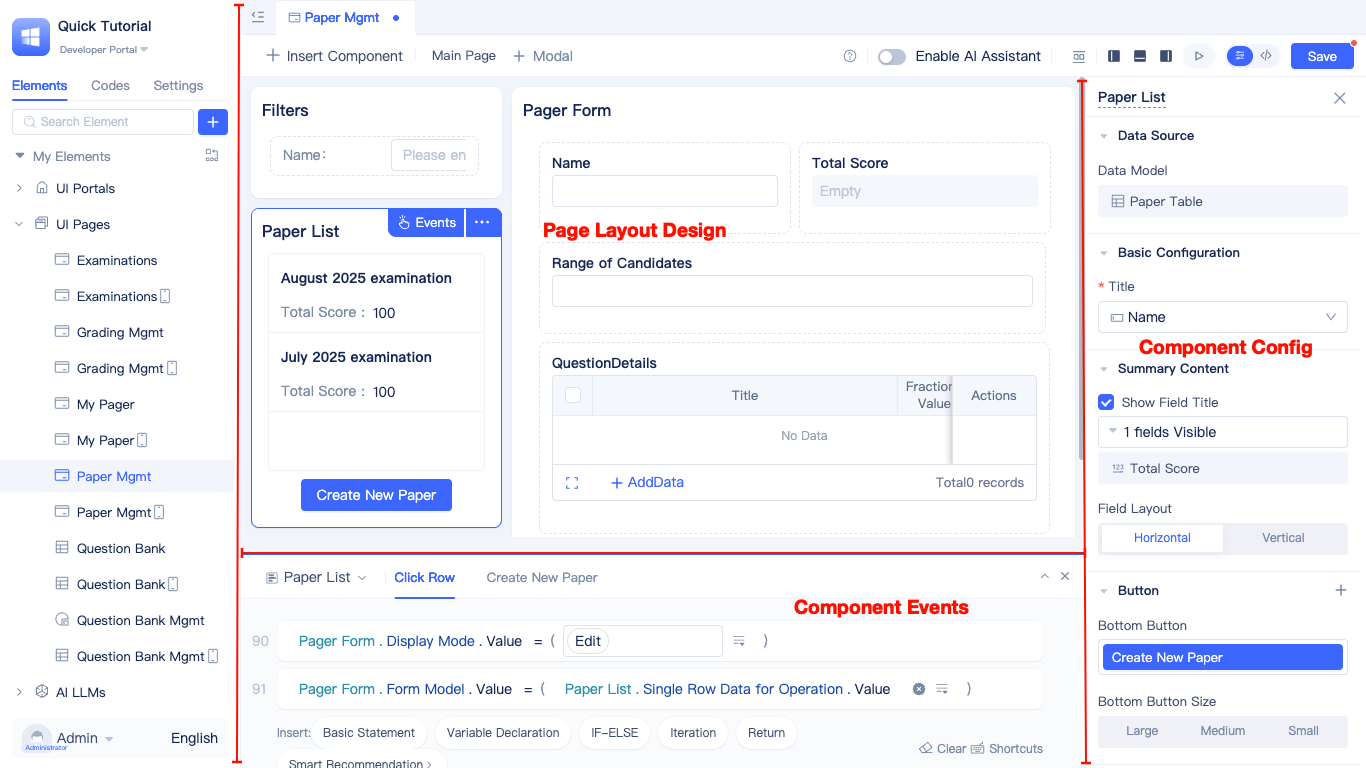 Quick Tutorial
Developer Portal
Elements
Codes
Settings
Search Element
My Elements
UI Portals
UI Pages
Examinations
Examinations
Grading Mgmt
Grading Mgmt
My Pager
My Paper
Paper Mgmt
Paper Mgmt
Question Bank
Question Bank
Question Bank Mgmt
Question Bank Mgmt
AI LLMs
Admin
Administrator
English
Paper Mgmt
Insert Component
Main Page
Modal
Enable AI Assistant
Save
Filters
Name:
Please en
Paper List
Events
August 2025 examination
Total Score : 100
July 2025 examination
Total Score : 100
Create New Paper
Pager Form
Name
Total Score
Empty
Page Layout Design
Range of Candidates
QuestionDetails
Title
Fraction Value
Actions
No Data
AddData
Total0 records
Paper List
Click Row
Create New Paper
Component Events
90 Pager Form . Display Mode . Value = ( Edit )
91 Pager Form . Form Model . Value = ( Paper List . Single Row Data for Operation . Value )
Insert:
Basic Statement
Variable Declaration
IF-ELSE
Iteration
Return
Smart Recommendation >
Clear
Shortcuts
Paper List
Data Source
Data Model
Paper Table
Basic Configuration
* Title
Name
Component Config
Summary Content
Show Field Title
1 fields Visible
123 Total Score
Field Layout
Horizontal
Vertical
Button
Bottom Button
Create New Paper
Bottom Button Size
Large
Medium
Small